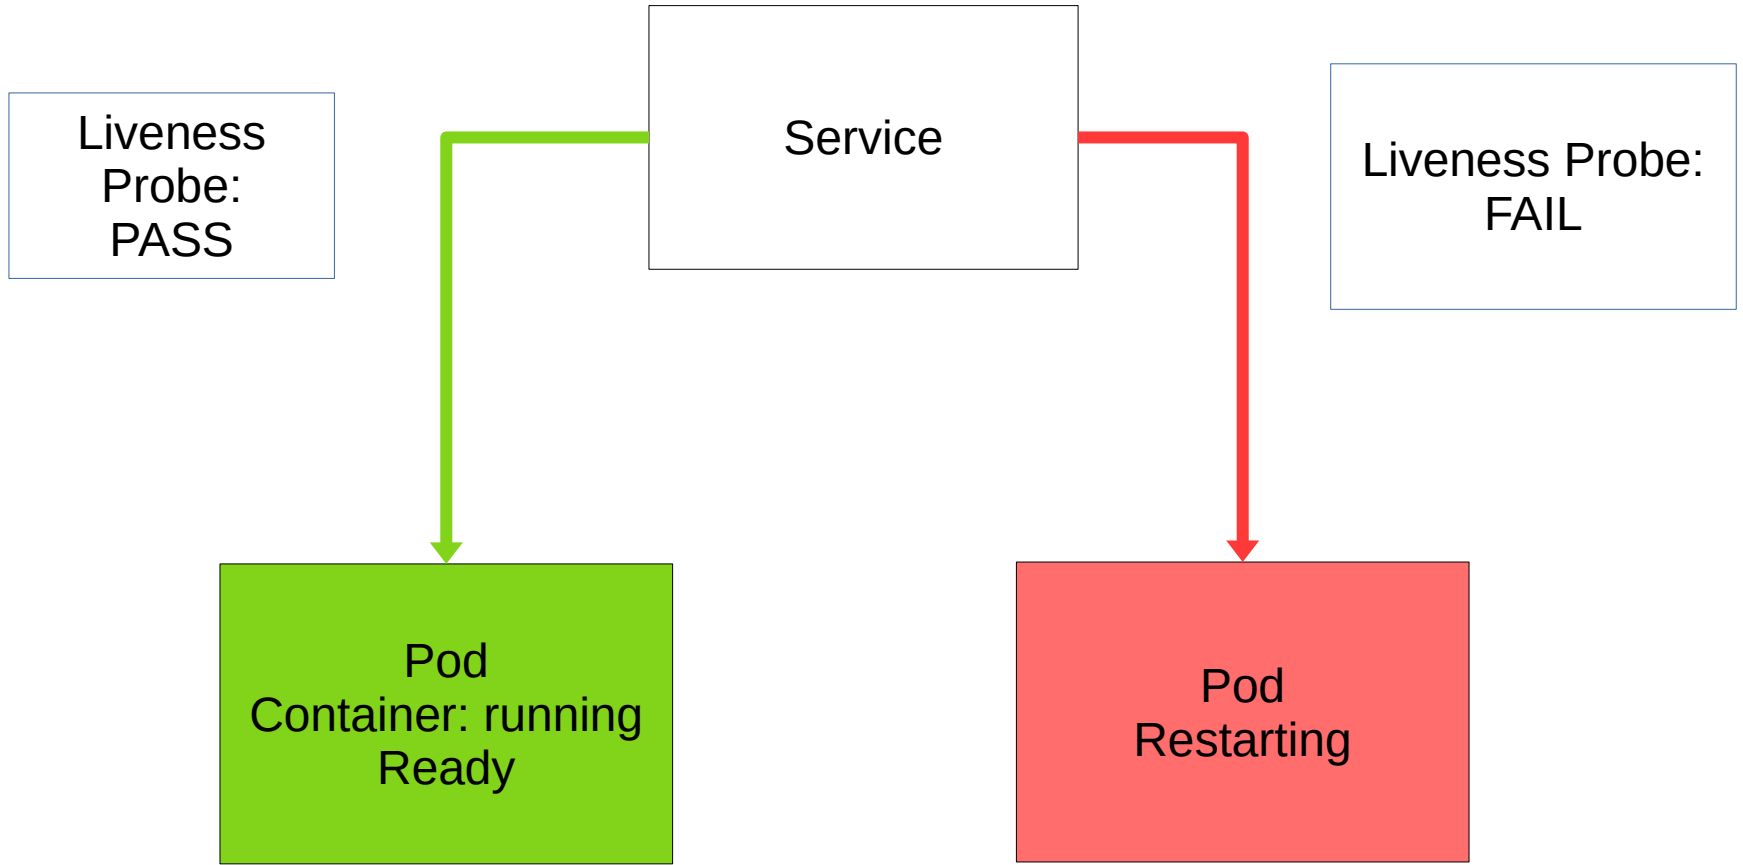 Service
Liveness
Probe:
PASS
Liveness Probe:
FAIL
Pod
Container: running
Ready
Pod
Restarting